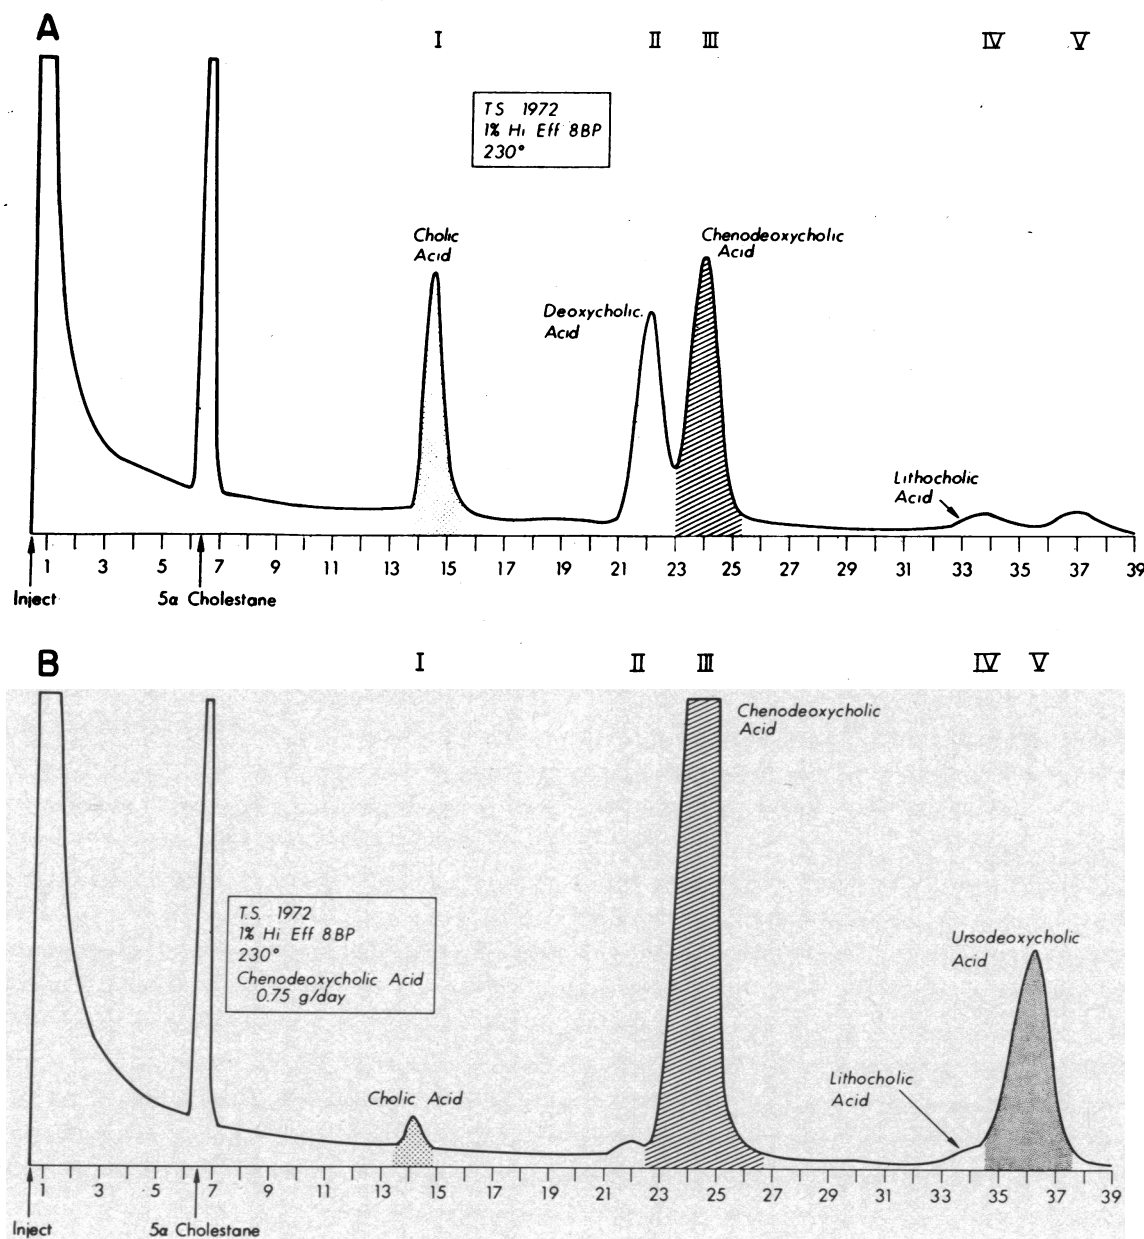 A
I II III IV V
TS 1972
1% Hi Eff 8BP
230°
Cholic
Acid
Chenodeoxycholic
Acid
Deoxycholic.
Acid
Lithocholic
Acid
1 3 5 7 9 11 13 15 17 19 21 23 25 27 29 31 33 35 37 39
Inject 5α Cholestane
B
I II III IV V
Chenodeoxycholic
Acid
T.S. 1972
1% Hi Eff 8BP
230°
Chenodeoxycholic Acid
0.75 g/day
Ursodeoxycholic
Acid
Lithocholic
Acid
Cholic Acid
1 3 5 7 9 11 13 15 17 19 21 23 25 27 29 31 33 35 37 39
Inject 5α Cholestane